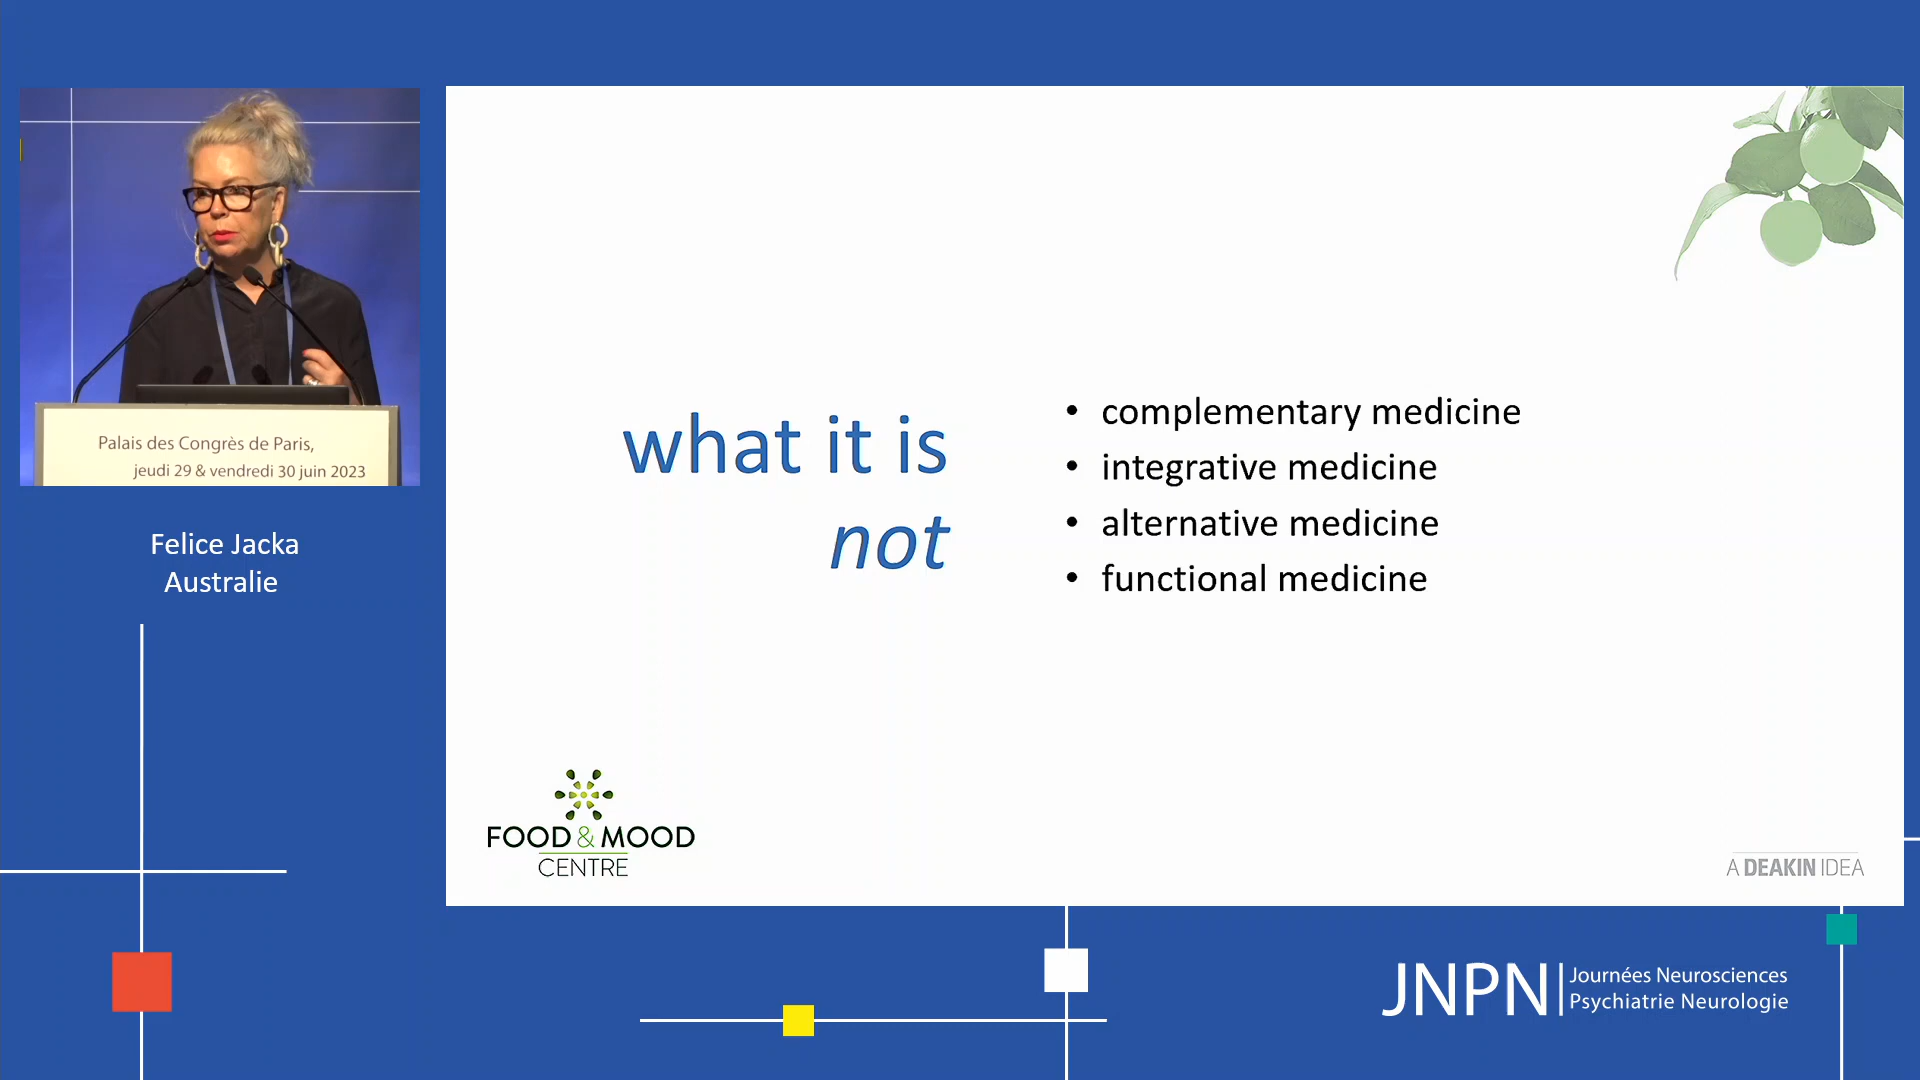 Palais des Congrès de Paris,
jeudi 29 & vendredi 30 juin 2023
Felice Jacka
Australie
what it is
not
• complementary medicine
• integrative medicine
• alternative medicine
• functional medicine
FOOD & MOOD
CENTRE
A DEAKIN IDEA
JNPN
Journées Neurosciences
Psychiatrie Neurologie